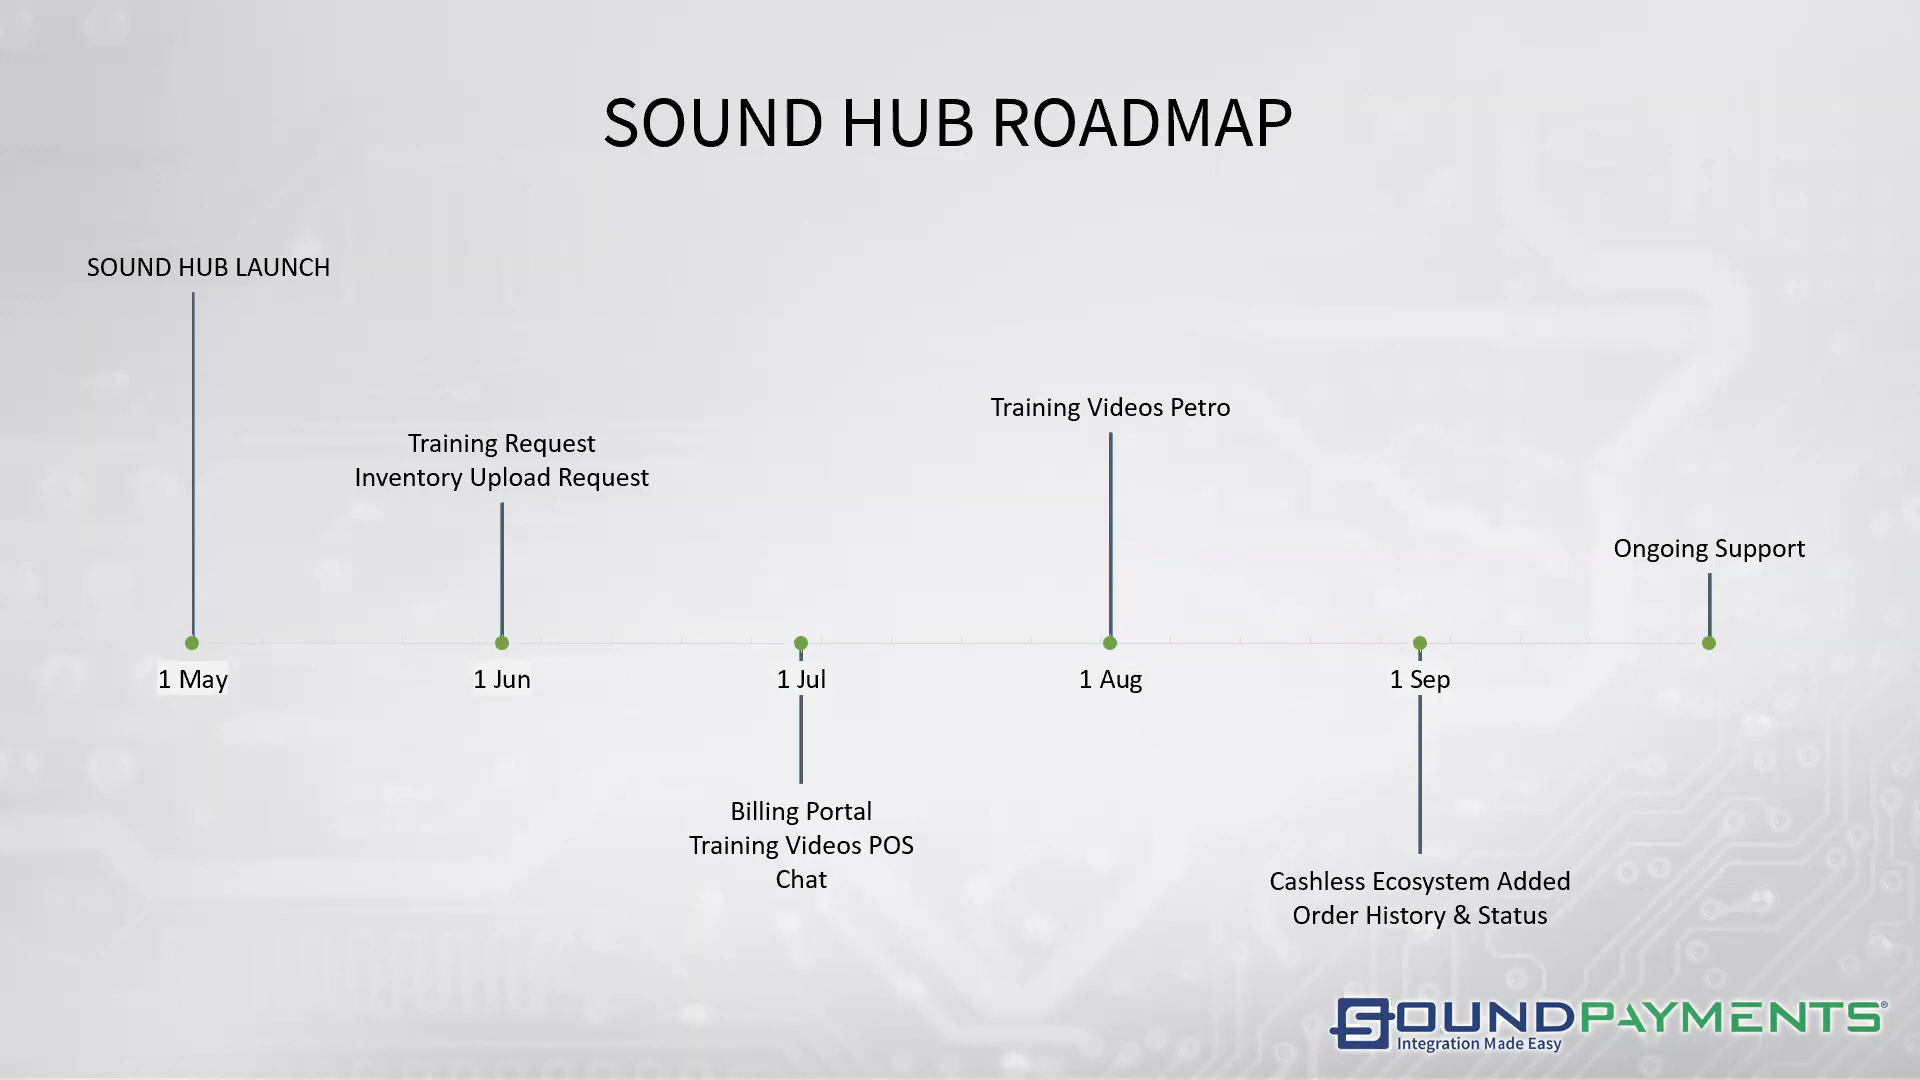 SOUND HUB ROADMAP
SOUND HUB LAUNCH
Training Request
Inventory Upload Request
Training Videos Petro
Ongoing Support
1 May
1 Jun
1 Jul
1 Aug
1 Sep
Billing Portal
Training Videos POS
Chat
Cashless Ecosystem Added
Order History & Status
SOUNDPAYMENTS®
Integration Made Easy